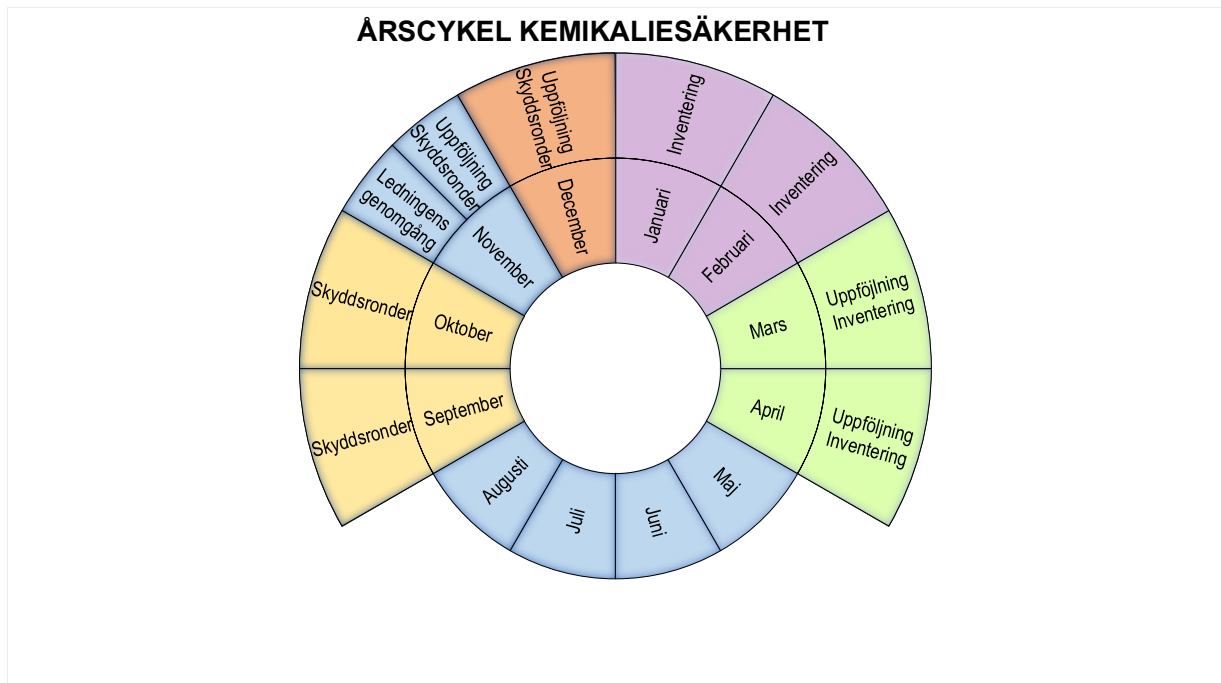 ÅRSCYKEL KEMIKALIESÄKERHET
Inventering
Januari
Inventering
Februari
Uppföjlning
Inventering
Mars
Uppföljning
Inventering
April
Maj
Juni
Juli
Augusti
Skyddsronder
September
Skyddsronder
Oktober
Ledningens
genomgång
Uppföljning
Skyddsronder
November
Uppföljning
Skyddsronder
December